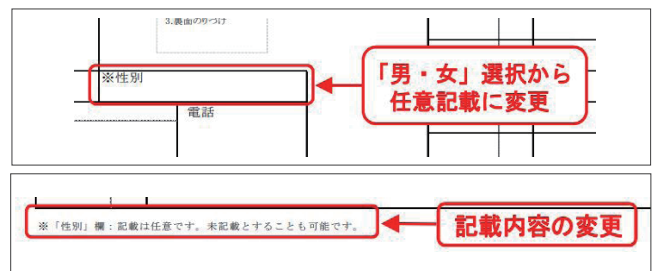 3.裏面のりづけ
※性別
「男・女」選択から
任意記載に変更
電話
※「性別」欄：記載は任意です。未記載とすることも可能です。
記載内容の変更